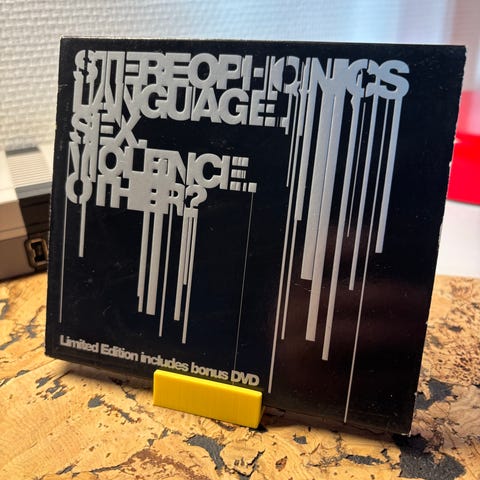 STEREOPHONICS
LANGUAGE.
SEX.
VIOLENCE.
OTHER?
Limited Edition includes bonus DVD